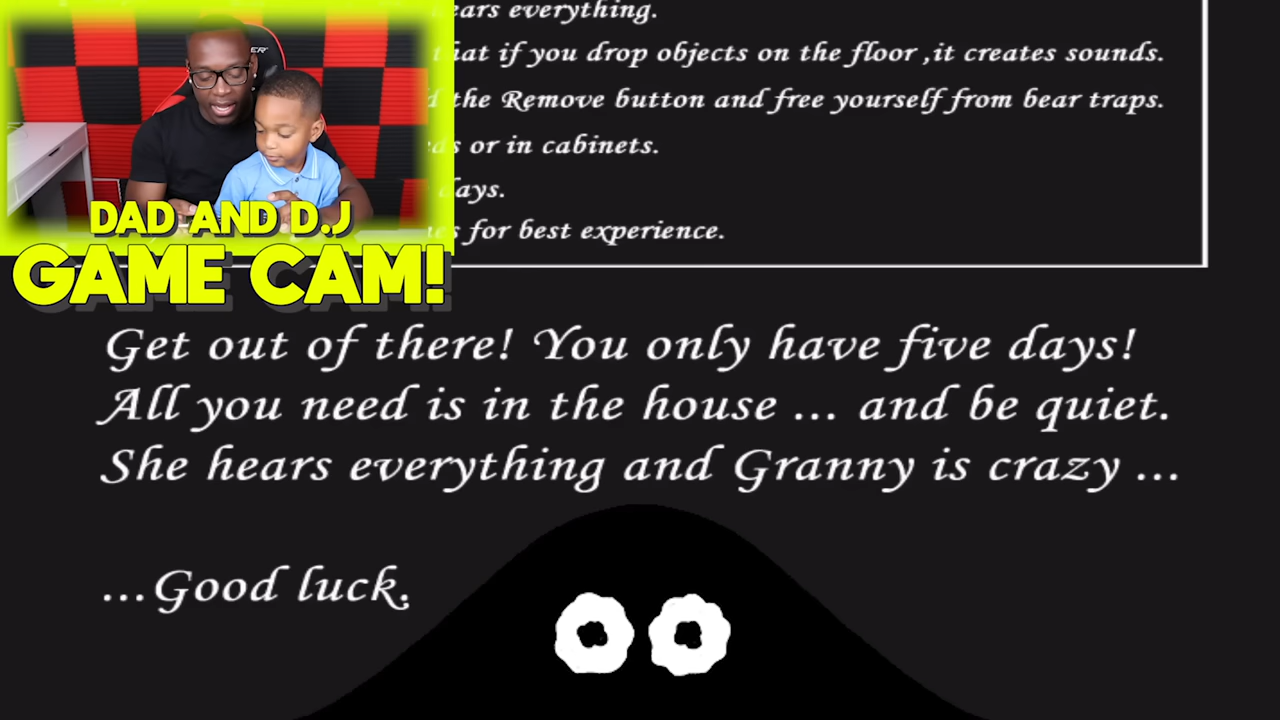 everything.
if you drop objects on the floor ,it creates sounds.
the Remove button and free yourself from bear traps.
or in cabinets.
for best experience.
DAD AND D.J
GAME CAM!
Get out of there! You only have five days!
All you need is in the house ... and be quiet.
She hears everything and Granny is crazy ...
...Good luck.